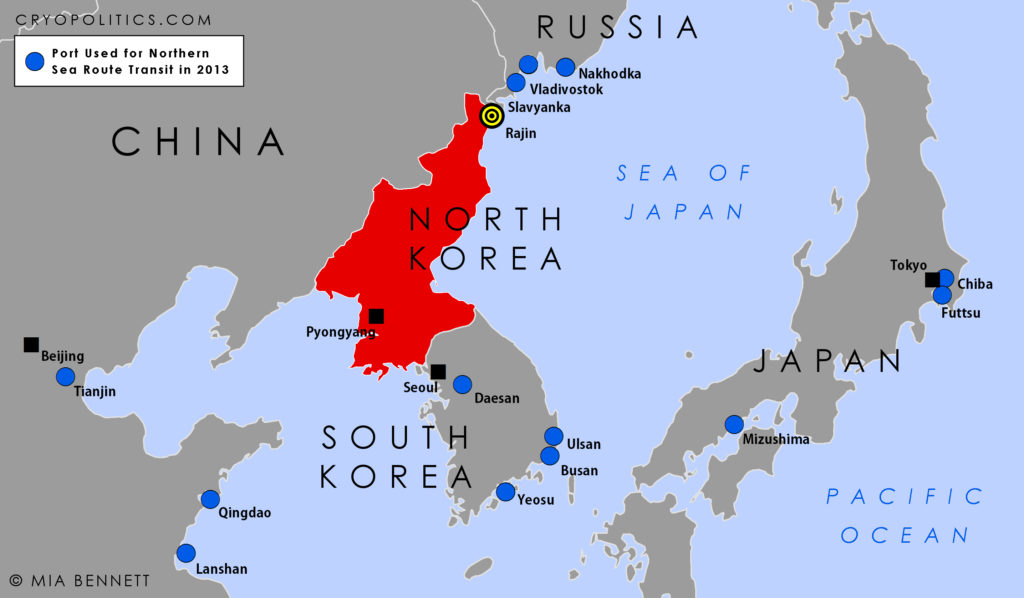 CRYOPOLITICS.COM
Port Used for Northern
Sea Route Transit in 2013
RUSSIA
Nakhodka
Vladivostok
Slavyanka
Rajin
CHINA
SEA OF
JAPAN
NORTH
KOREA
Tokyo
Chiba
Futtsu
Pyongyang
Beijing
Tianjin
JAPAN
Seoul
Daesan
SOUTH
KOREA
Ulsan
Busan
Mizushima
Yeosu
PACIFIC
OCEAN
Qingdao
Lanshan
© MIA BENNETT